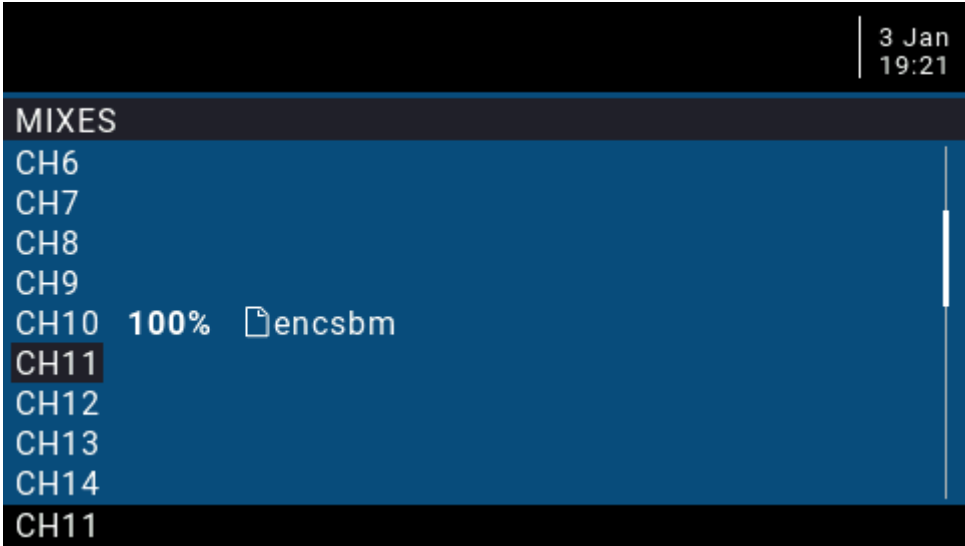 3 Jan
19:21
MIXES
CH6
CH7
CH8
CH9
CH10 100% encsbm
CH11
CH12
CH13
CH14
CH11